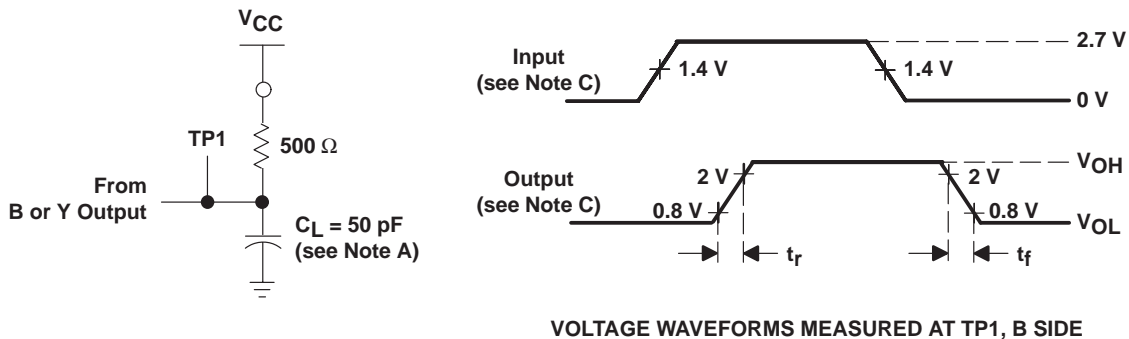 VCC
TP1
500 Ω
From
B or Y Output
CL = 50 pF
(see Note A)
Input
(see Note C)
1.4 V
1.4 V
2.7 V
0 V
Output
(see Note C)
2 V
0.8 V
2 V
0.8 V
VOH
VOL
tr
tf
VOLTAGE WAVEFORMS MEASURED AT TP1, B SIDE